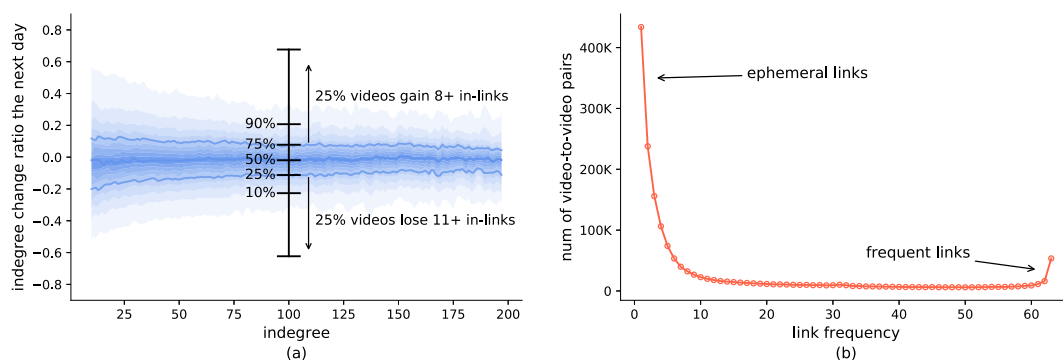 0.8
0.6
0.4
0.2
0.0
−0.2
−0.4
−0.6
−0.8
indegree change ratio the next day
90%
75%
50%
25%
10%
25% videos gain 8+ in-links
25% videos lose 11+ in-links
25 50 75 100 125 150 175 200
indegree
(a)
400K
300K
200K
100K
0
num of video-to-video pairs
ephemeral links
frequent links
0 10 20 30 40 50 60
link frequency
(b)